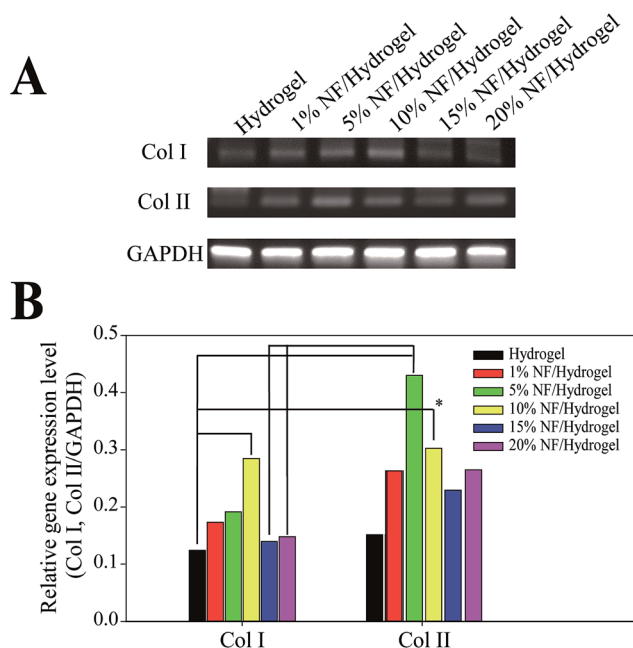 A
Hydrogel
1% NF/Hydrogel
5% NF/Hydrogel
10% NF/Hydrogel
15% NF/Hydrogel
20% NF/Hydrogel
Col I
Col II
GAPDH
B
Relative gene expression level
(Col I, Col II/GAPDH)
0.5
0.4
0.3
0.2
0.1
0.0
*
Hydrogel
1% NF/Hydrogel
5% NF/Hydrogel
10% NF/Hydrogel
15% NF/Hydrogel
20% NF/Hydrogel
Col I
Col II